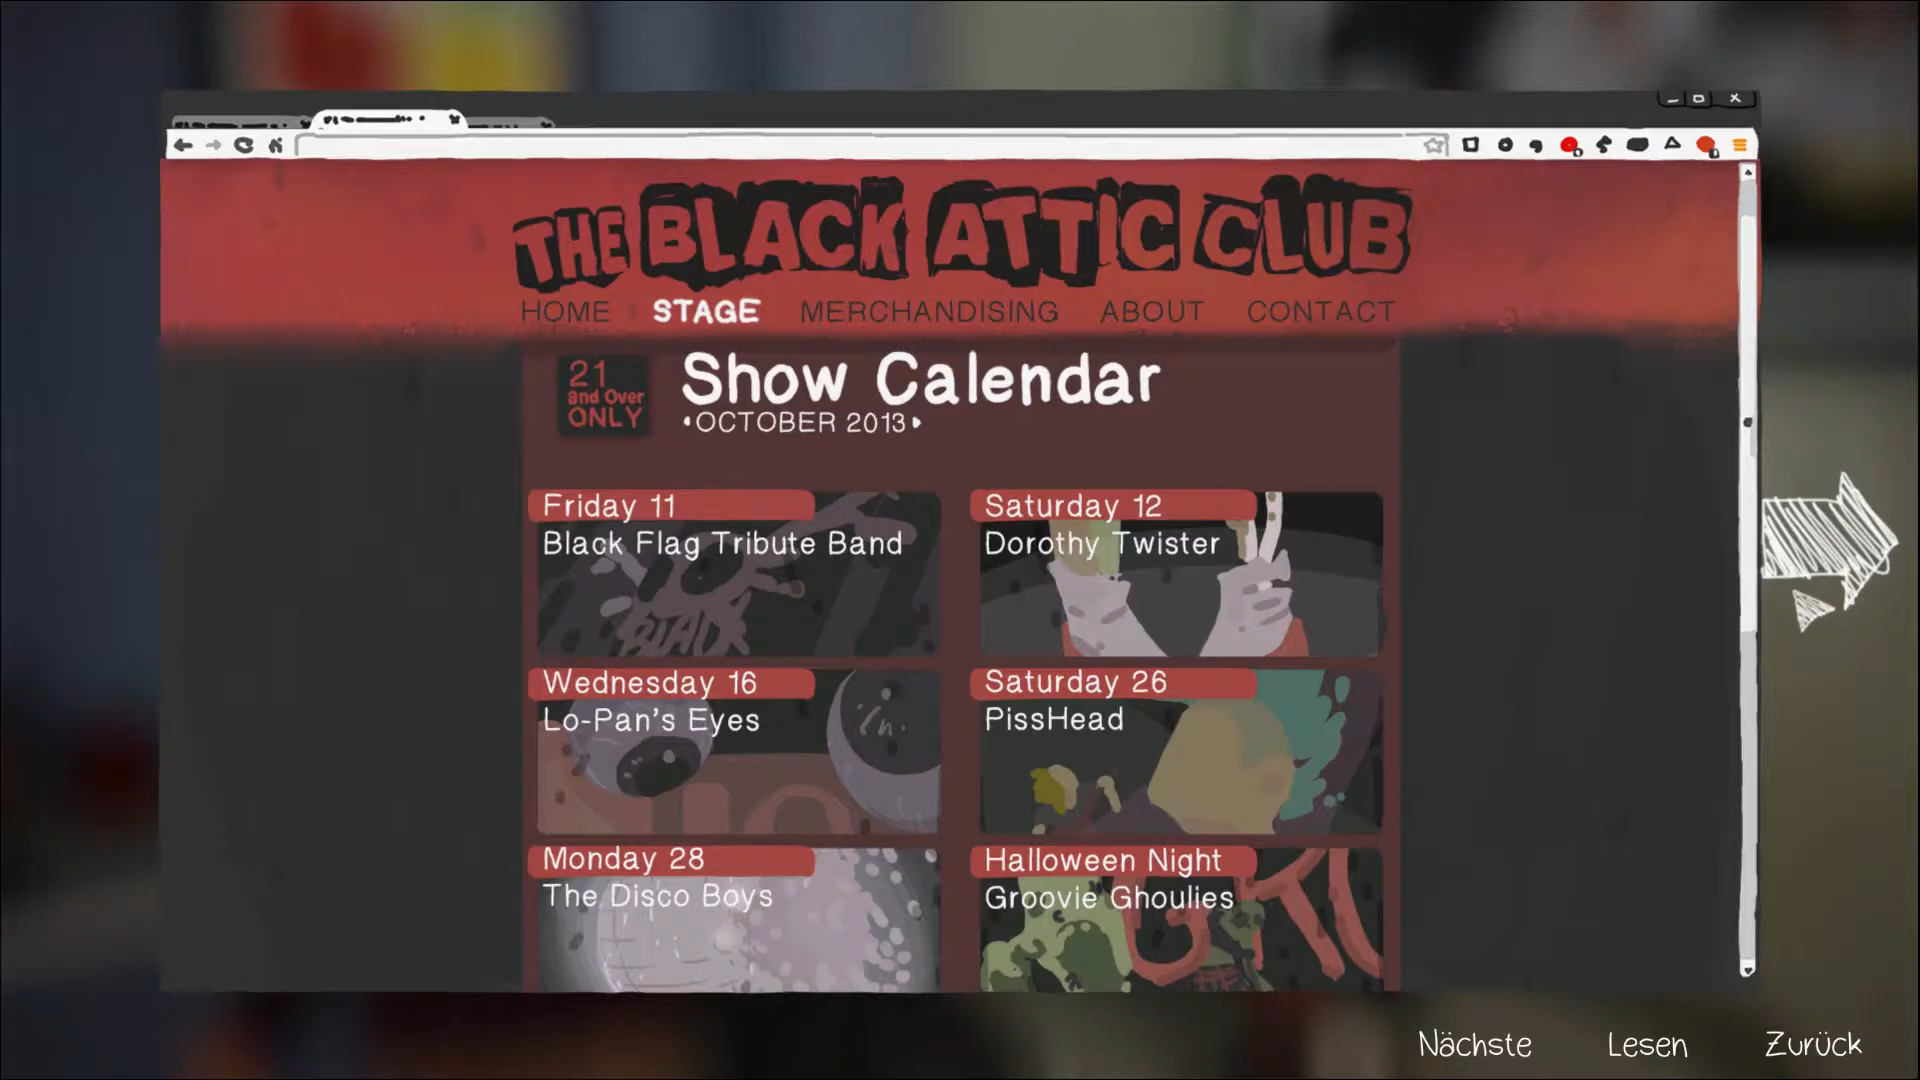 THE BLACK ATTIC CLUB
HOME STAGE MERCHANDISING ABOUT CONTACT
21
and Over
ONLY
Show Calendar
•OCTOBER 2013•
Friday 11
Black Flag Tribute Band
BLACK
Saturday 12
Dorothy Twister
Wednesday 16
Lo-Pan's Eyes
Saturday 26
PissHead
Monday 28
The Disco Boys
Halloween Night
Groovie Ghoulies
Nächste
Lesen
Zurück